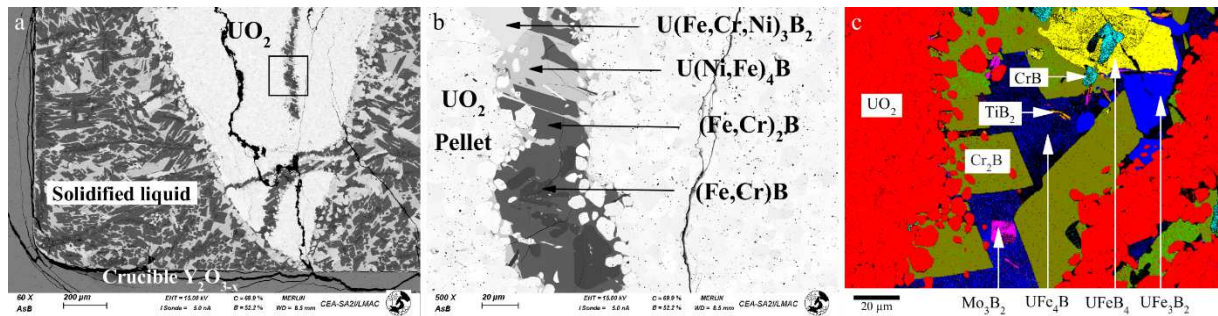 a
UO2
Solidified liquid
Crucible Y2O3-x
60 X
AsB
200 µm
EHT = 15.00 kV
I Sonde = 5.0 nA
C = 69.9 %
B = 52.2 %
MERLIN
WD = 8.5 mm
CEA-SA2I/LMAC
b
U(Fe,Cr,Ni)3B2
U(Ni,Fe)4B
UO2
Pellet
(Fe,Cr)2B
(Fe,Cr)B
500 X
AsB
20 µm
EHT = 15.00 kV
I Sonde = 5.0 nA
C = 69.9 %
B = 52.2 %
MERLIN
WD = 8.5 mm
CEA-SA2I/LMAC
c
CrB
UO2
TiB2
Cr2B
20 µm
Mo3B2
UFe4B
UFeB4
UFe3B2